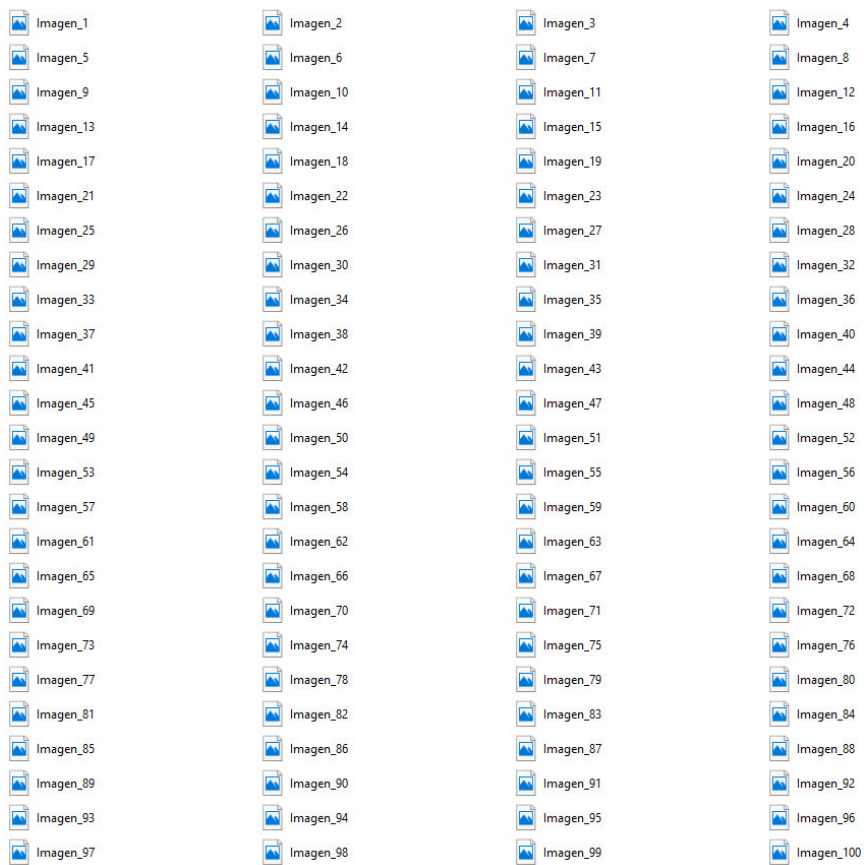 Imagen_1 Imagen_2 Imagen_3 Imagen_4
Imagen_5 Imagen_6 Imagen_7 Imagen_8
Imagen_9 Imagen_10 Imagen_11 Imagen_12
Imagen_13 Imagen_14 Imagen_15 Imagen_16
Imagen_17 Imagen_18 Imagen_19 Imagen_20
Imagen_21 Imagen_22 Imagen_23 Imagen_24
Imagen_25 Imagen_26 Imagen_27 Imagen_28
Imagen_29 Imagen_30 Imagen_31 Imagen_32
Imagen_33 Imagen_34 Imagen_35 Imagen_36
Imagen_37 Imagen_38 Imagen_39 Imagen_40
Imagen_41 Imagen_42 Imagen_43 Imagen_44
Imagen_45 Imagen_46 Imagen_47 Imagen_48
Imagen_49 Imagen_50 Imagen_51 Imagen_52
Imagen_53 Imagen_54 Imagen_55 Imagen_56
Imagen_57 Imagen_58 Imagen_59 Imagen_60
Imagen_61 Imagen_62 Imagen_63 Imagen_64
Imagen_65 Imagen_66 Imagen_67 Imagen_68
Imagen_69 Imagen_70 Imagen_71 Imagen_72
Imagen_73 Imagen_74 Imagen_75 Imagen_76
Imagen_77 Imagen_78 Imagen_79 Imagen_80
Imagen_81 Imagen_82 Imagen_83 Imagen_84
Imagen_85 Imagen_86 Imagen_87 Imagen_88
Imagen_89 Imagen_90 Imagen_91 Imagen_92
Imagen_93 Imagen_94 Imagen_95 Imagen_96
Imagen_97 Imagen_98 Imagen_99 Imagen_100